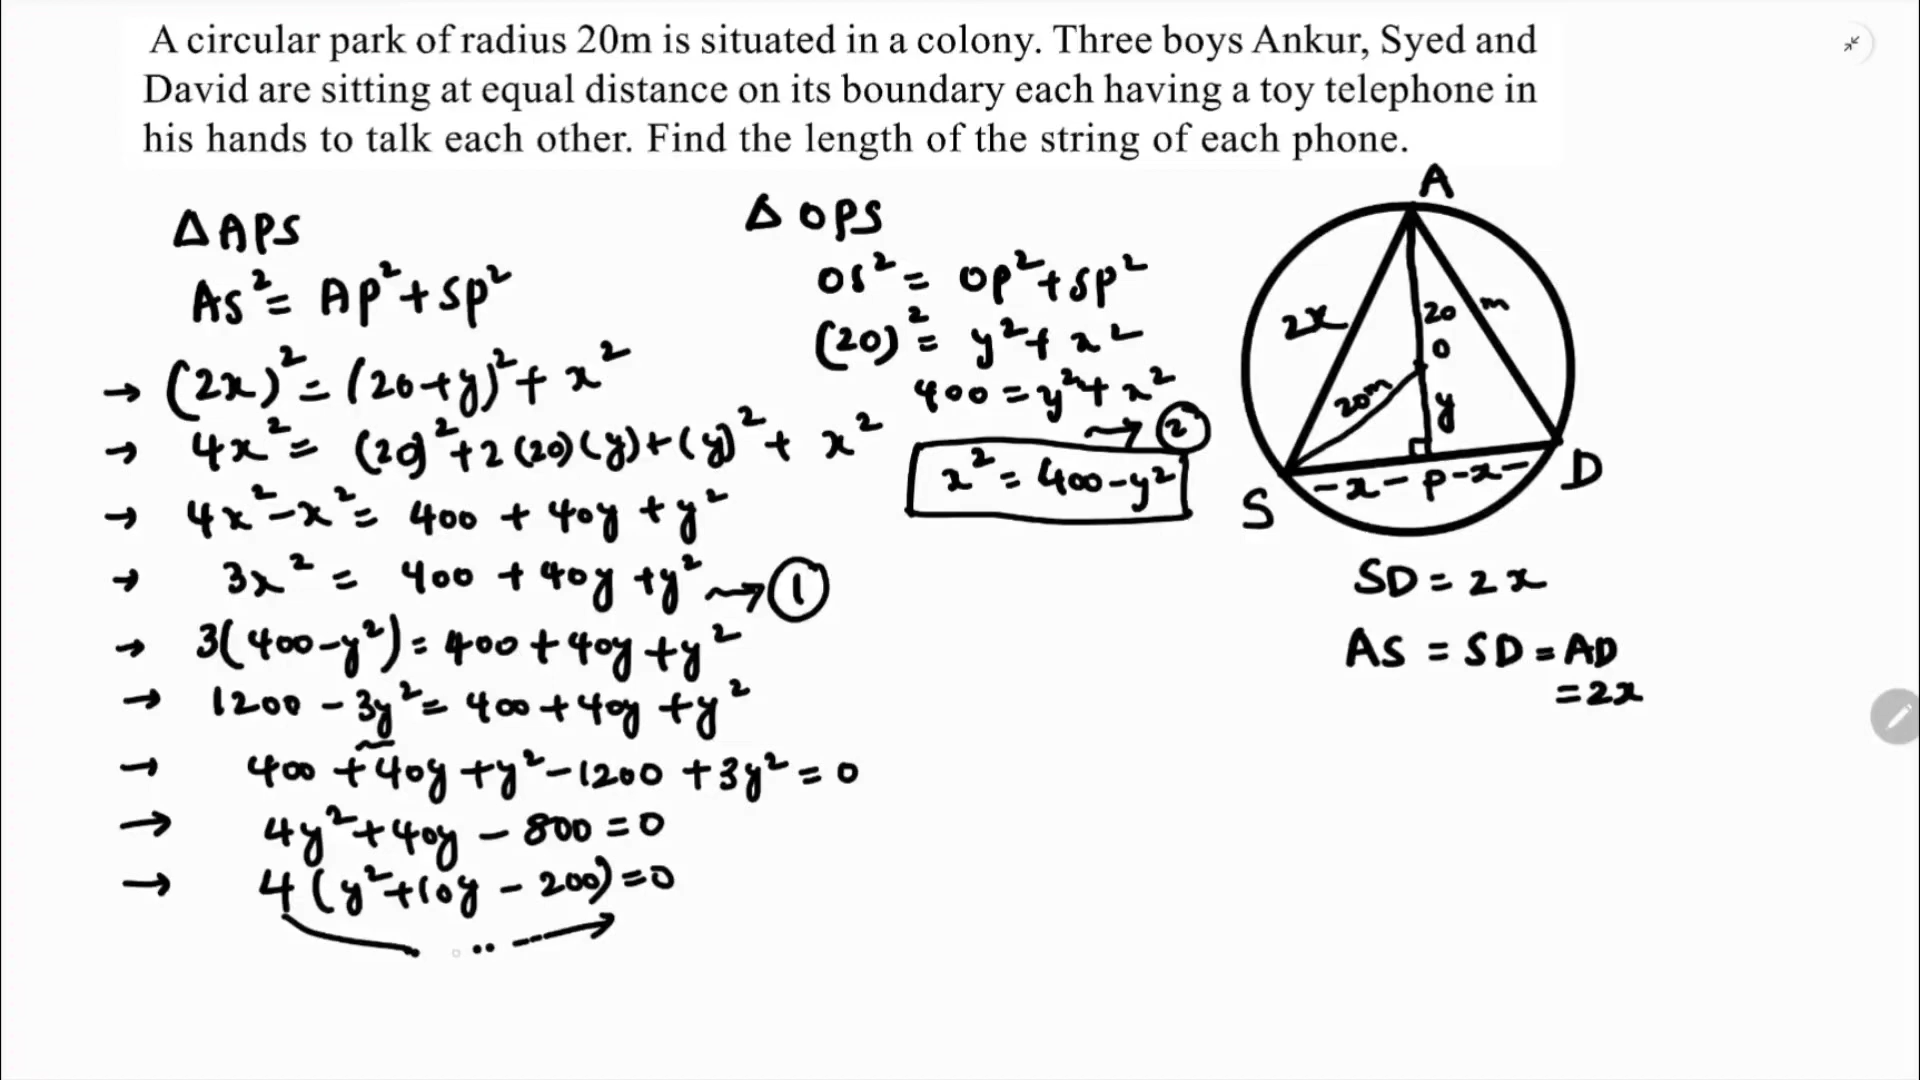 A circular park of radius 20m is situated in a colony. Three boys Ankur, Syed and
David are sitting at equal distance on its boundary each having a toy telephone in
his hands to talk each other. Find the length of the string of each phone.
Δ APS
AS² = AP² + SP²
→ (2x)² = (20+y)² + x²
→ 4x² = (20)² + 2(20)(y) + (y)² + x²
→ 4x² - x² = 400 + 40y + y²
→ 3x² = 400 + 40y + y² → ①
→ 3(400-y²) = 400 + 40y + y²
→ 1200 - 3y² = 400 + 40y + y²
→ 400 + 40y + y² - 1200 + 3y² = 0
→ 4y² + 40y - 800 = 0
→ 4(y² + 10y - 200) = 0
Δ OPS
OS² = OP² + SP²
(20)² = y² + x²
400 = y² + x²
→ ②
x² = 400 - y²
A
2x
20 m
O
20m
y
S
-x- P -x-
D
SD = 2x
AS = SD = AD
= 2x